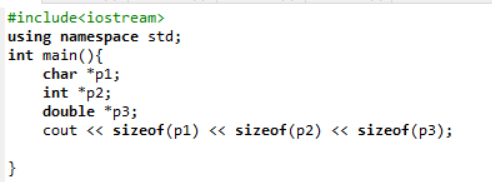 #include<iostream>
using namespace std;
int main(){
    char *p1;
    int *p2;
    double *p3;
    cout << sizeof(p1) << sizeof(p2) << sizeof(p3);
}